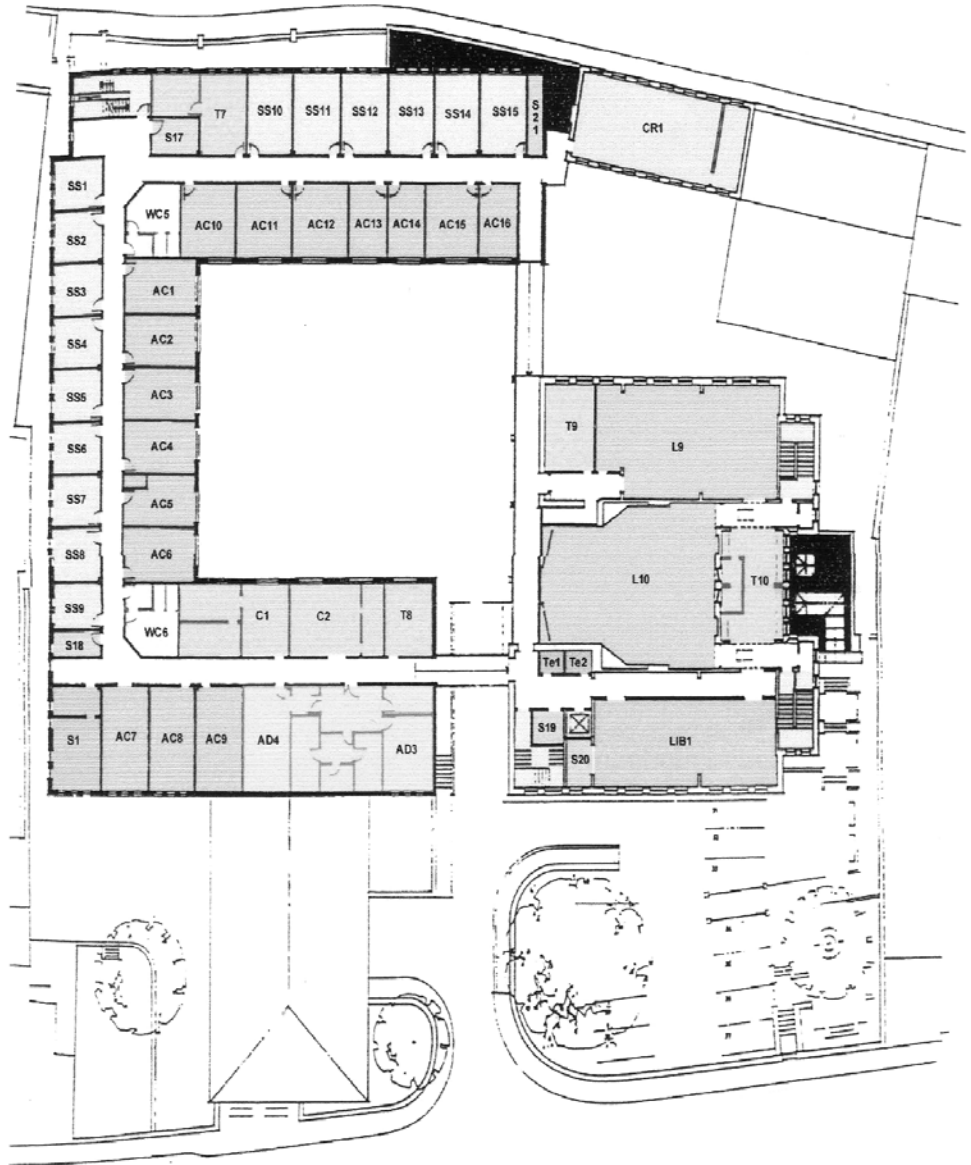 SS10 SS11 SS12 SS13 SS14 SS15
S21
T7
S17
CR1
SS1
WC5
AC10 AC11 AC12 AC13 AC14 AC15 AC16
SS2
SS3
AC1
SS4
AC2
SS5
AC3
SS6
AC4
SS7
AC5
SS8
AC6
SS9
S18
WC6
C1
C2
T8
T9
L9
L10
T10
Te1 Te2
S1
AC7
AC8
AC9
AD4
AD3
S19
S20
LIB1